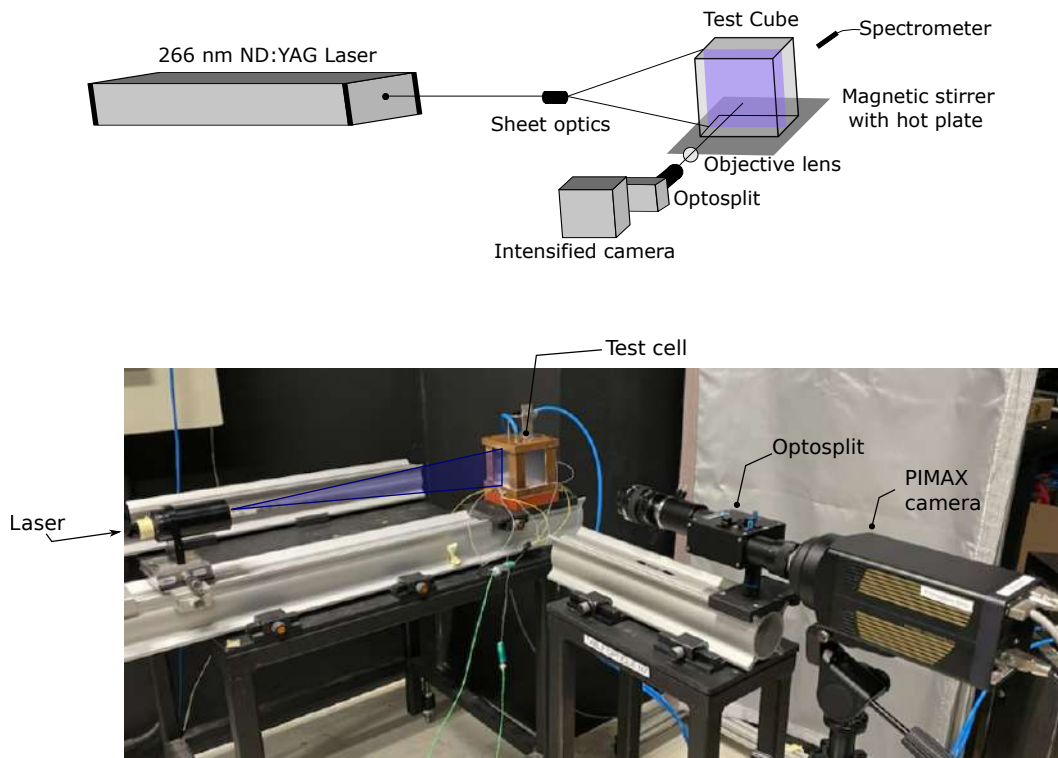 Test Cube
Spectrometer
266 nm ND:YAG Laser
Magnetic stirrer
with hot plate
Sheet optics
Objective lens
Optosplit
Intensified camera
Test cell
Optosplit
PIMAX
camera
Laser